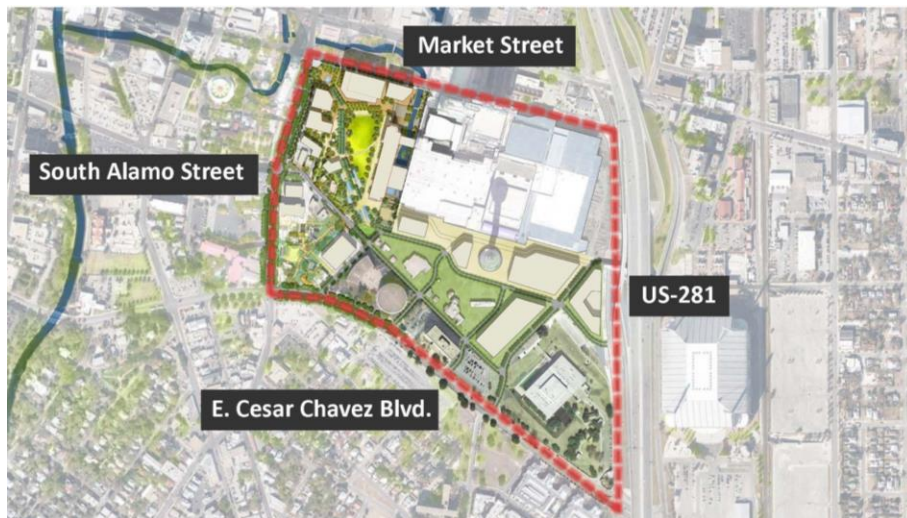 Market Street
South Alamo Street
US-281
E. Cesar Chavez Blvd.